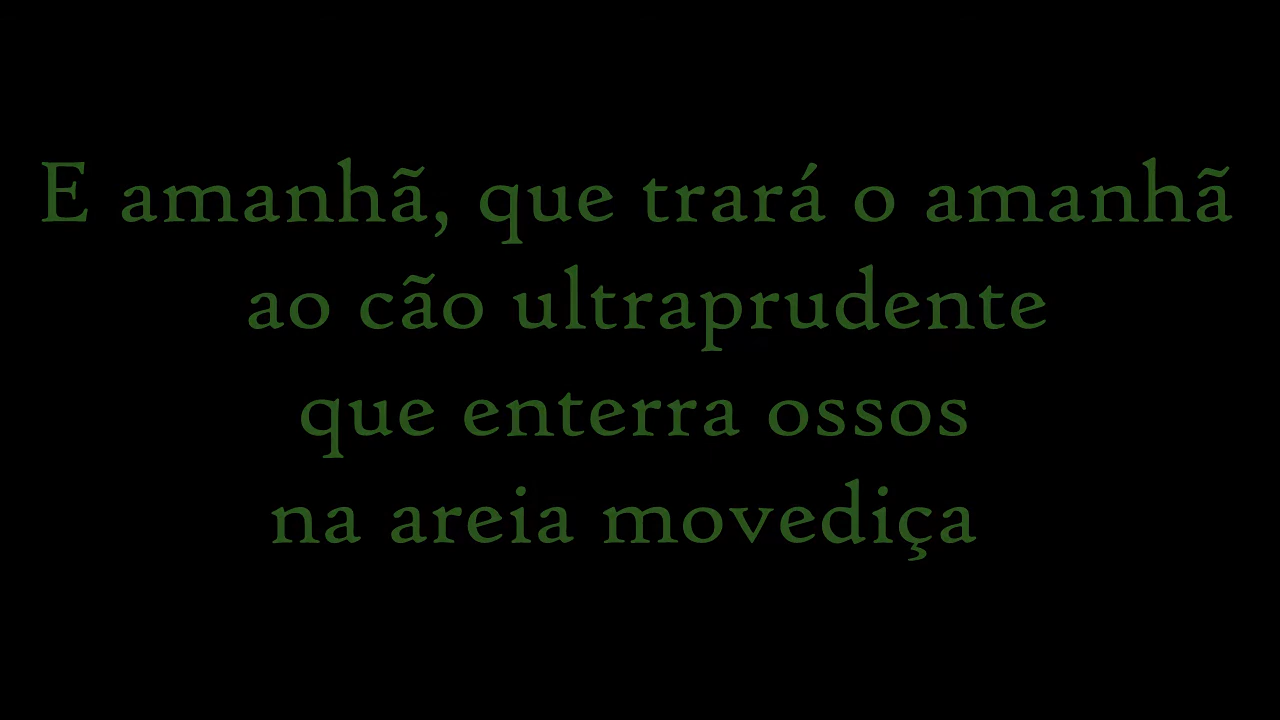 E amanhã, que trará o amanhã
ao cão ultraprudente
que enterra ossos
na areia movediça